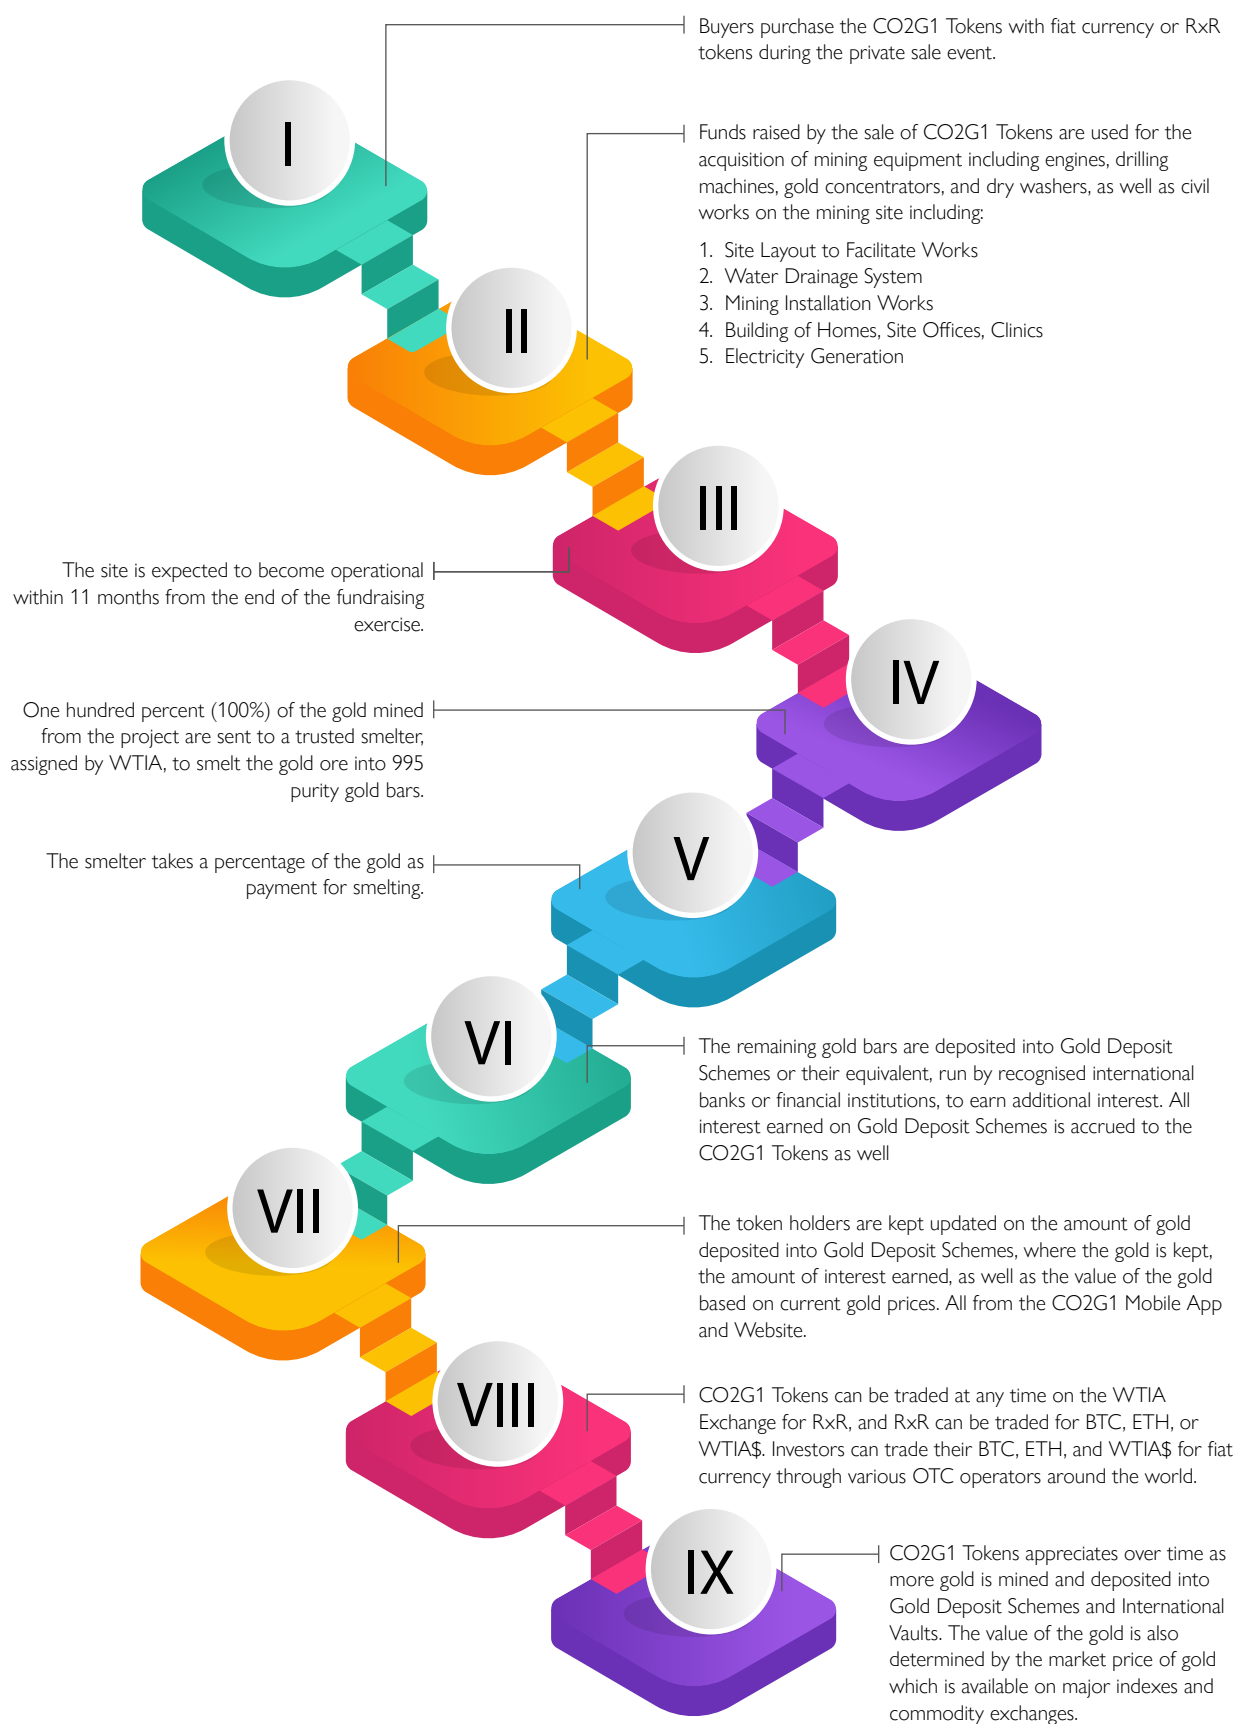 I
Buyers purchase the CO2G1 Tokens with fiat currency or RxR
tokens during the private sale event.
II
Funds raised by the sale of CO2G1 Tokens are used for the
acquisition of mining equipment including engines, drilling
machines, gold concentrators, and dry washers, as well as civil
works on the mining site including:
1. Site Layout to Facilitate Works
2. Water Drainage System
3. Mining Installation Works
4. Building of Homes, Site Offices, Clinics
5. Electricity Generation
III
The site is expected to become operational
within 11 months from the end of the fundraising
exercise.
IV
One hundred percent (100%) of the gold mined
from the project are sent to a trusted smelter,
assigned by WTIA, to smelt the gold ore into 995
purity gold bars.
V
The smelter takes a percentage of the gold as
payment for smelting.
VI
The remaining gold bars are deposited into Gold Deposit
Schemes or their equivalent, run by recognised international
banks or financial institutions, to earn additional interest. All
interest earned on Gold Deposit Schemes is accrued to the
CO2G1 Tokens as well
VII
The token holders are kept updated on the amount of gold
deposited into Gold Deposit Schemes, where the gold is kept,
the amount of interest earned, as well as the value of the gold
based on current gold prices. All from the CO2G1 Mobile App
and Website.
VIII
CO2G1 Tokens can be traded at any time on the WTIA
Exchange for RxR, and RxR can be traded for BTC, ETH, or
WTIA$. Investors can trade their BTC, ETH, and WTIA$ for fiat
currency through various OTC operators around the world.
IX
CO2G1 Tokens appreciates over time as
more gold is mined and deposited into
Gold Deposit Schemes and International
Vaults. The value of the gold is also
determined by the market price of gold
which is available on major indexes and
commodity exchanges.